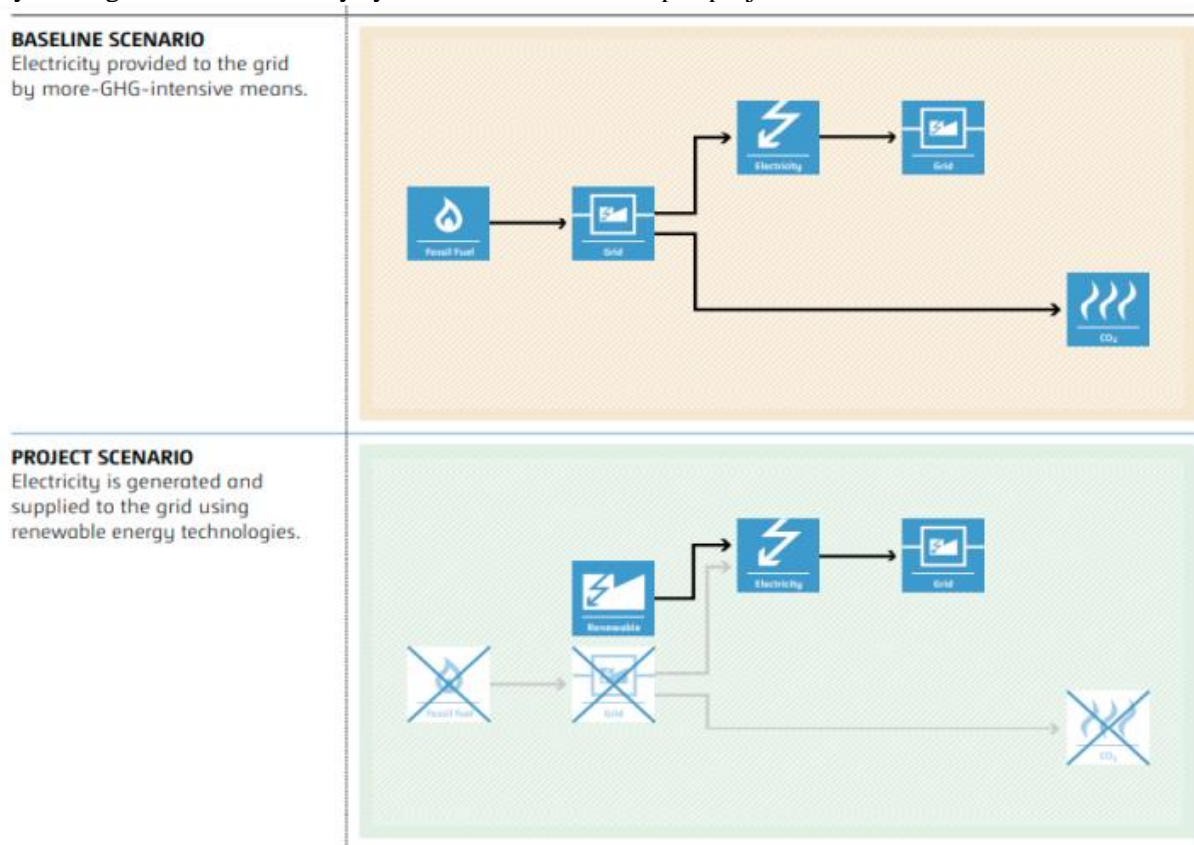 BASELINE SCENARIO
Electricity provided to the grid
by more-GHG-intensive means.
Electricity
Grid
Fossil Fuel
Grid
CO₂
PROJECT SCENARIO
Electricity is generated and
supplied to the grid using
renewable energy technologies.
Electricity
Grid
Renewable
Fossil Fuel
Grid
CO₂